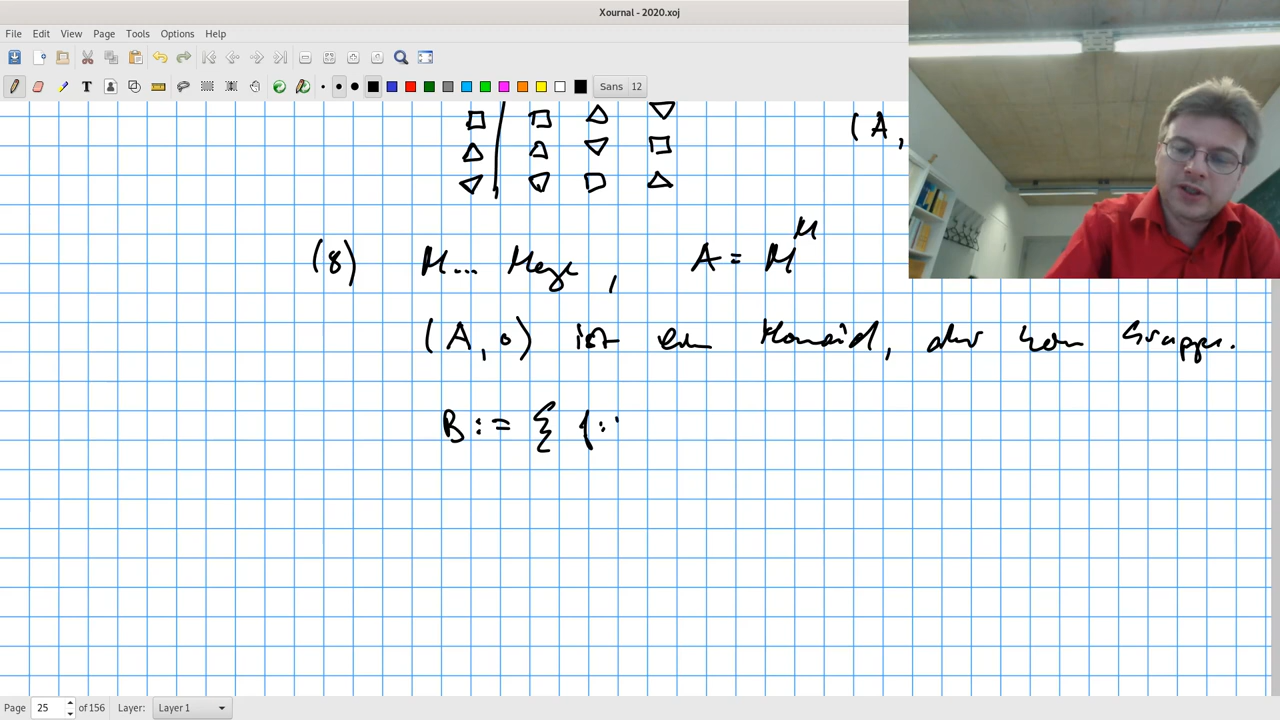 Xournal - 2020.xoj
File Edit View Page Tools Options Help
Sans 12
(A,
(8) M... Menge, A = M^M
(A, ∘) ist ein Monoid, aber kein Gruppe.
B := { f:
Page 25 of 156 Layer: Layer 1